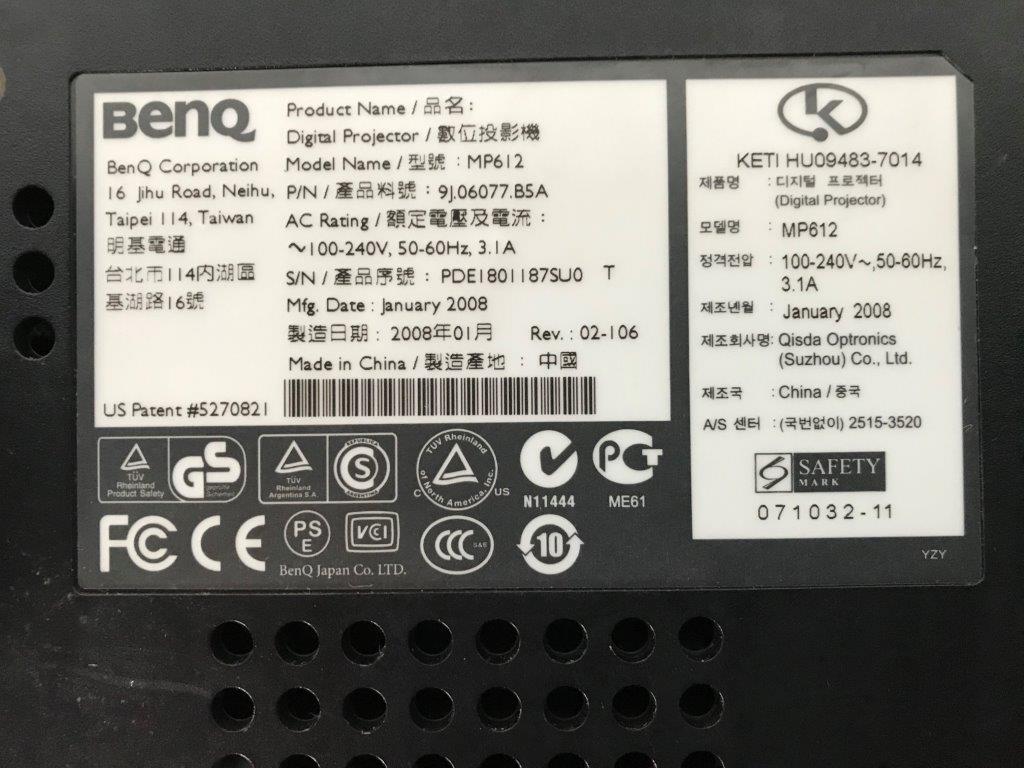 BenQ
BenQ Corporation
16 Jihu Road, Neihu,
Taipei 114, Taiwan
明基電通
台北市114內湖區
基湖路16號
US Patent #5270821
Product Name / 品名:
Digital Projector / 數位投影機
Model Name / 型號 : MP612
P/N / 產品料號 : 9J.06077.B5A
AC Rating / 額定電壓及電流 :
～100-240V, 50-60Hz, 3.1A
S/N / 產品序號 : PDE1801187SU0 T
Mfg. Date : January 2008
製造日期 : 2008年01月 Rev. : 02-106
Made in China / 製造產地 : 中國
K
KETI HU09483-7014
제품명 : 디지털 프로젝터
(Digital Projector)
모델명 : MP612
정격전압 : 100-240V～,50-60Hz,
3.1A
제조년월 : January 2008
제조회사명: Qisda Optronics
(Suzhou) Co., Ltd.
제조국 : China / 중국
A/S 센터 : (국번없이) 2515-3520
SAFETY
MARK
071032-11
TÜV
Rheinland
Product Safety
GS
geprüfte
Sicherheit
TÜV
Rheinland
Argentina S.A.
REPUBLICA
S
TÜV Rheinland
of North America, Inc.
C US
N11444
PCT
ME61
FC CE
PS
E
VCI
BenQ Japan Co. LTD.
CCC S&E
10
YZY